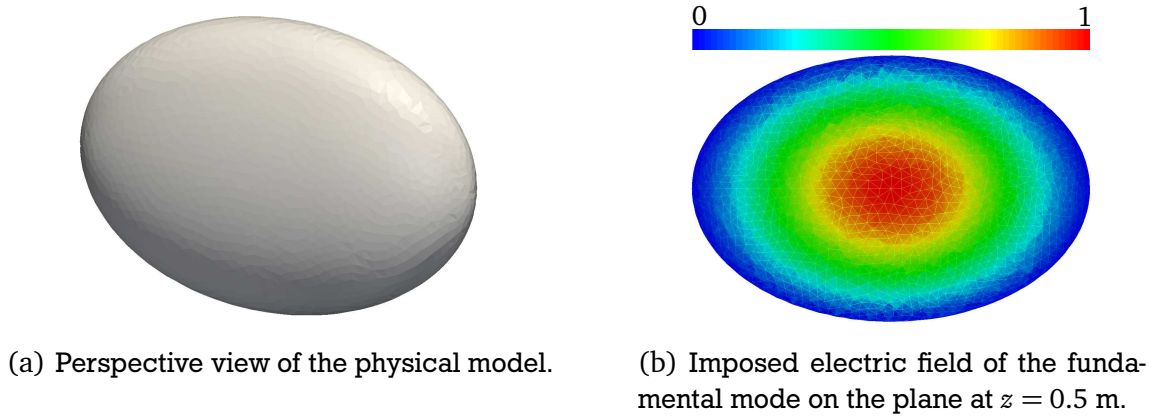 0 1
(a) Perspective view of the physical model.
(b) Imposed electric field of the funda-
mental mode on the plane at z = 0.5 m.